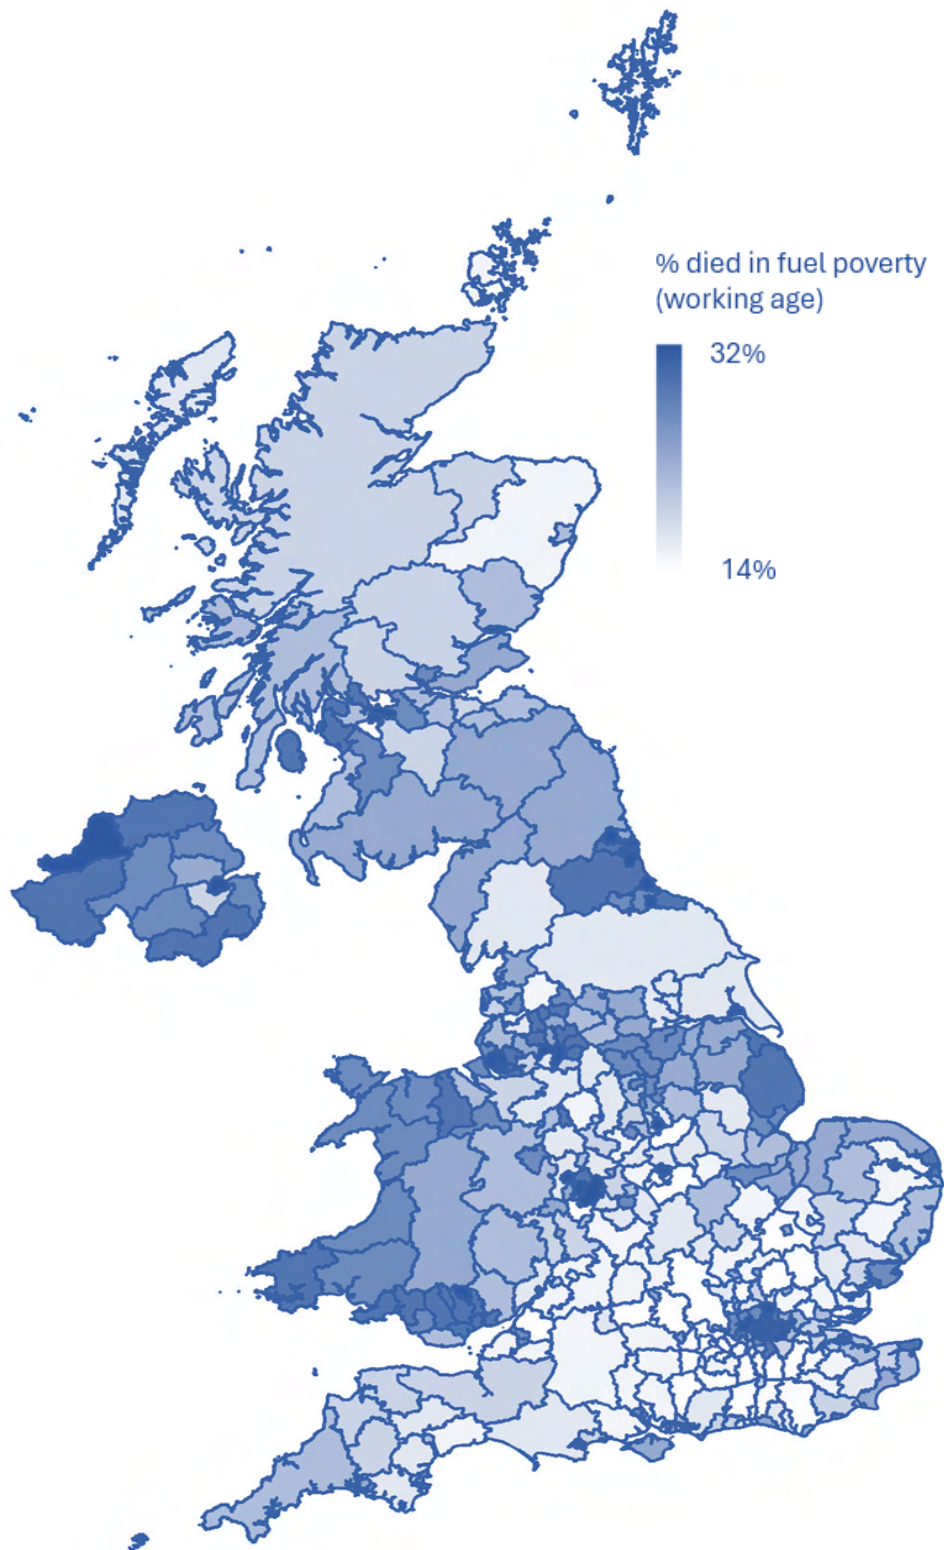 % died in fuel poverty
(working age)
32%
14%